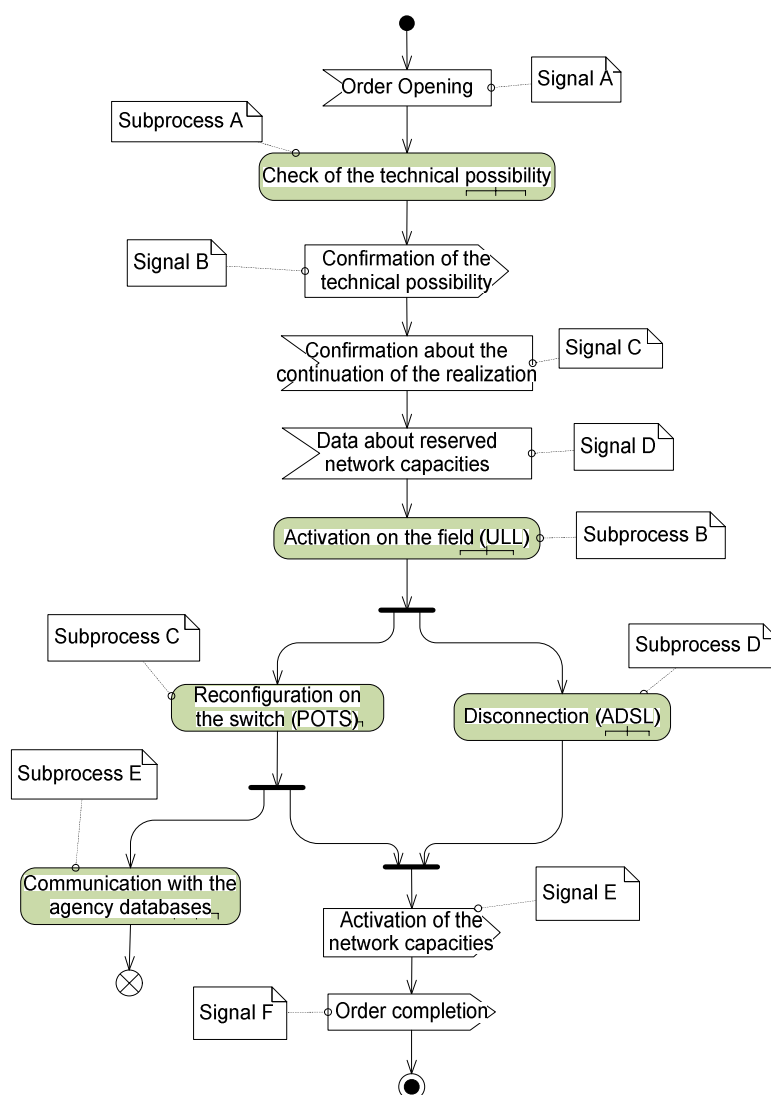 Order Opening
Signal A
Subprocess A
Check of the technical possibility
Signal B
Confirmation of the
technical possibility
Confirmation about the
continuation of the realization
Signal C
Data about reserved
network capacities
Signal D
Activation on the field (ULL)
Subprocess B
Subprocess C
Subprocess D
Reconfiguration on
the switch (POTS)
Disconnection (ADSL)
Subprocess E
Communication with the
agency databases
Signal E
Activation of the
network capacities
Signal F
Order completion